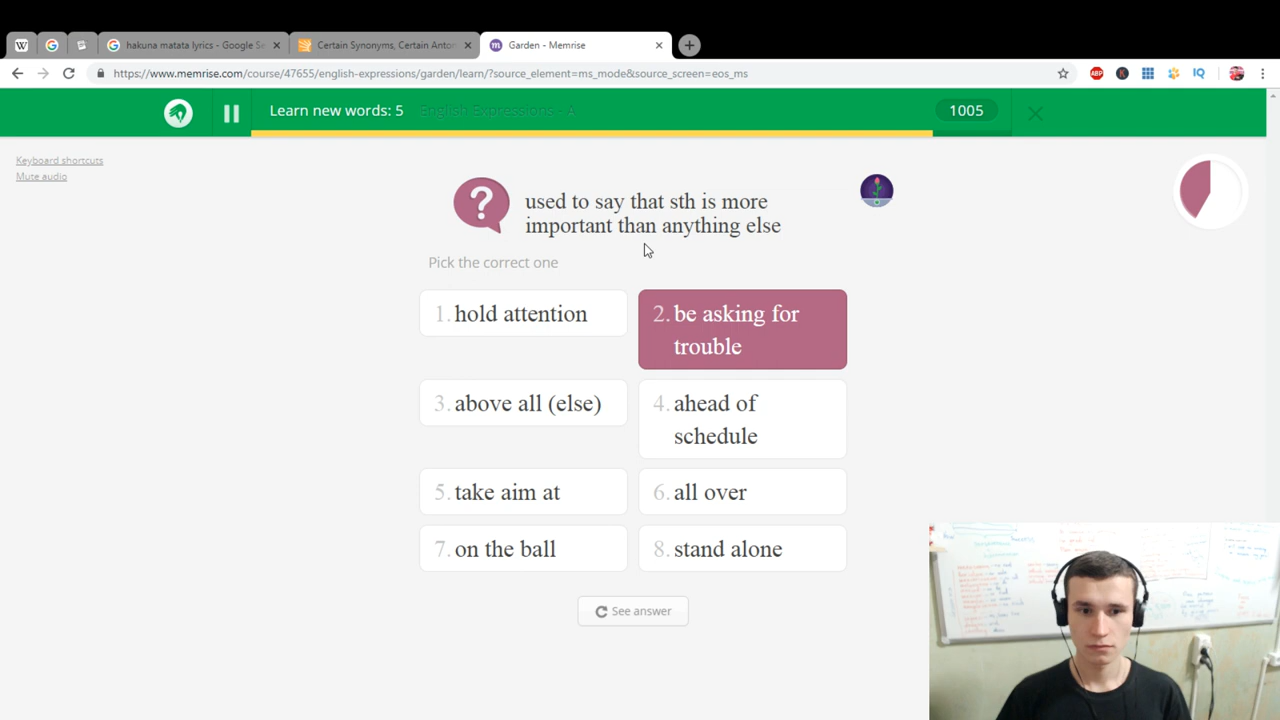 hakuna matata lyrics - Google Se
Certain Synonyms, Certain Anton
Garden - Memrise
https://www.memrise.com/course/47655/english-expressions/garden/learn/?source_element=ms_mode&source_screen=eos_ms
Learn new words: 5
English Expressions - A
1005
Keyboard shortcuts
Mute audio
used to say that sth is more
important than anything else
Pick the correct one
1. hold attention
2. be asking for
trouble
3. above all (else)
4. ahead of
schedule
5. take aim at
6. all over
7. on the ball
8. stand alone
See answer